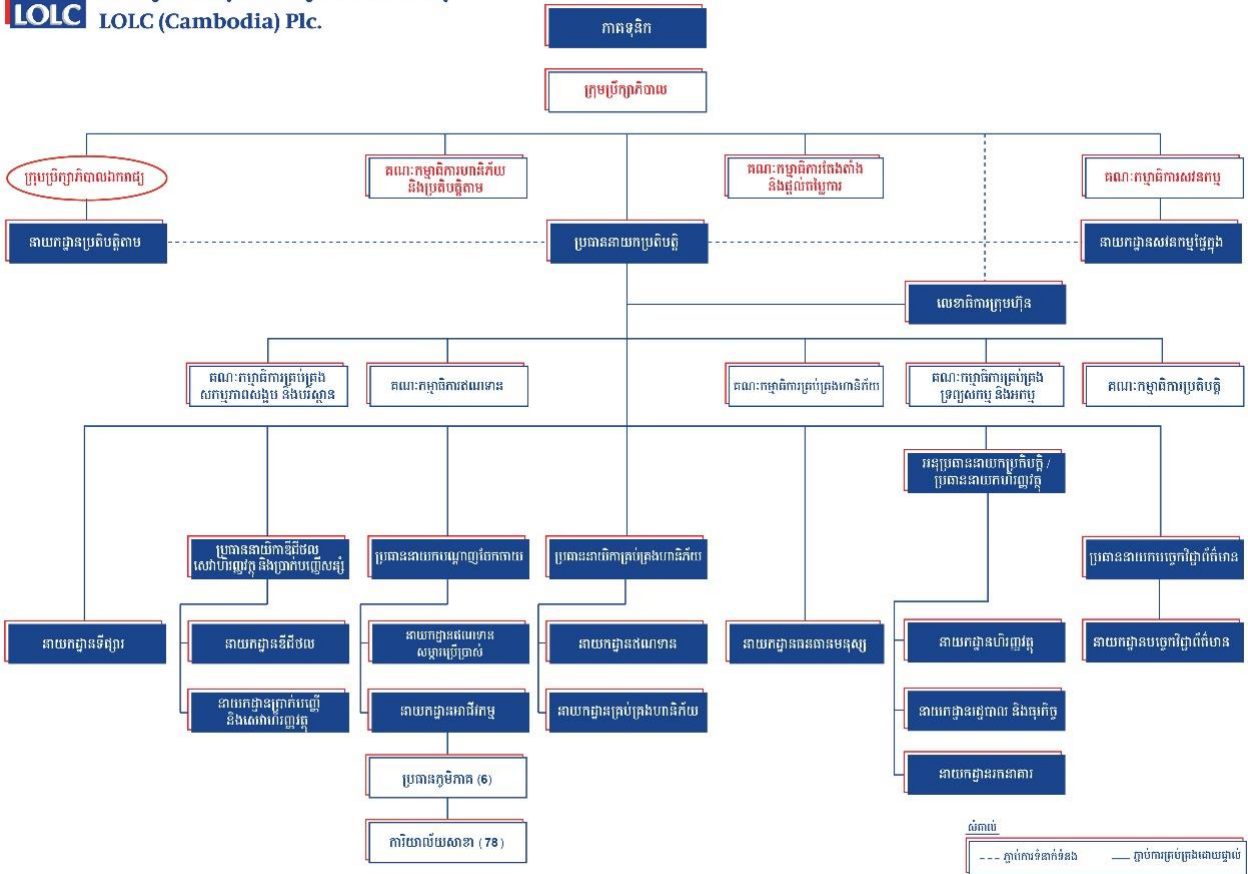 LOLC
LOLC (Cambodia) Plc.
ភាគទុនិក
ក្រុមប្រឹក្សាភិបាល
ក្រុមប្រឹក្សាភិបាលឯករាជ្យ
គណៈកម្មាធិការហានិភ័យ
និងប្រតិបត្តិតាម
គណៈកម្មាធិការតែងតាំង
និងផ្តល់តម្លៃការ
គណៈកម្មាធិការសវនកម្ម
នាយកដ្ឋានប្រតិបត្តិតាម
ប្រធាននាយកប្រតិបត្តិ
នាយកដ្ឋានសវនកម្មផ្ទៃក្នុង
លេខាធិការក្រុមហ៊ុន
គណៈកម្មាធិការគ្រប់គ្រង
សកម្មភាពសង្គម និងបរិស្ថាន
គណៈកម្មាធិការឥណទាន
គណៈកម្មាធិការគ្រប់គ្រងហានិភ័យ
គណៈកម្មាធិការគ្រប់គ្រង
ទ្រព្យសកម្ម និងអកម្ម
គណៈកម្មាធិការប្រតិបត្តិ
អនុប្រធាននាយកប្រតិបត្តិ /
ប្រធាននាយកហិរញ្ញវត្ថុ
ប្រធាននាយិកាឌីជីថល
សេវាហិរញ្ញវត្ថុ និងប្រាក់បញ្ញើសន្សំ
ប្រធាននាយកបណ្តាញចែកចាយ
ប្រធាននាយិកាគ្រប់គ្រងហានិភ័យ
ប្រធាននាយកបច្ចេកវិជ្ជាព័ត៌មាន
នាយកដ្ឋានទីផ្សារ
នាយកដ្ឋានឌីជីថល
នាយកដ្ឋានឥណទាន
សម្ភារប្រើប្រាស់
នាយកដ្ឋានឥណទាន
នាយកដ្ឋានធនធានមនុស្ស
នាយកដ្ឋានហិរញ្ញវត្ថុ
នាយកដ្ឋានបច្ចេកវិជ្ជាព័ត៌មាន
នាយកដ្ឋានប្រាក់បញ្ញើ
និងសេវាហិរញ្ញវត្ថុ
នាយកដ្ឋានអាជីវកម្ម
នាយកដ្ឋានគ្រប់គ្រងហានិភ័យ
នាយកដ្ឋានរដ្ឋបាល និងធុរកិច្ច
ប្រធានភូមិភាគ (6)
នាយកដ្ឋានរតនាគារ
ការិយាល័យសាខា (78)
សំគាល់
--- ភ្ជាប់ការទំនាក់ទំនង
— ភ្ជាប់ការគ្រប់គ្រងដោយផ្ទាល់